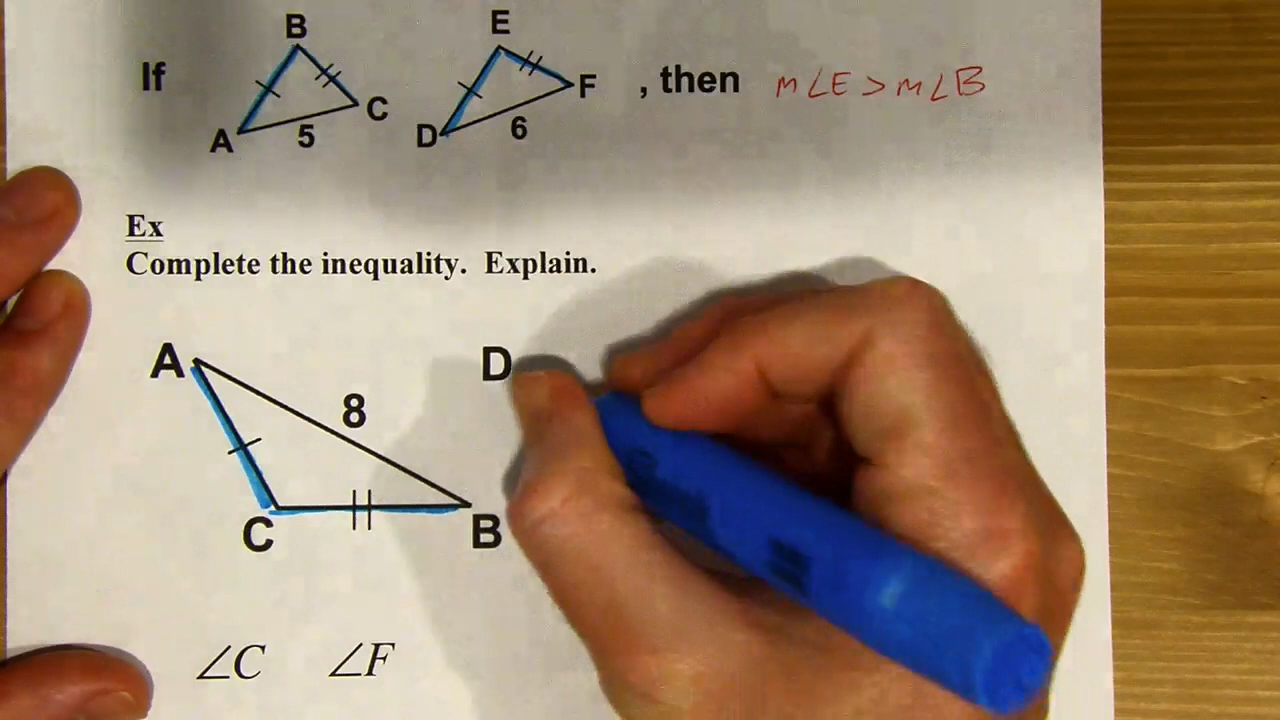 B E
If , then m∠E > m∠B
C F
A 5 D 6
Ex
Complete the inequality. Explain.
A D
8
C B
∠C ∠F